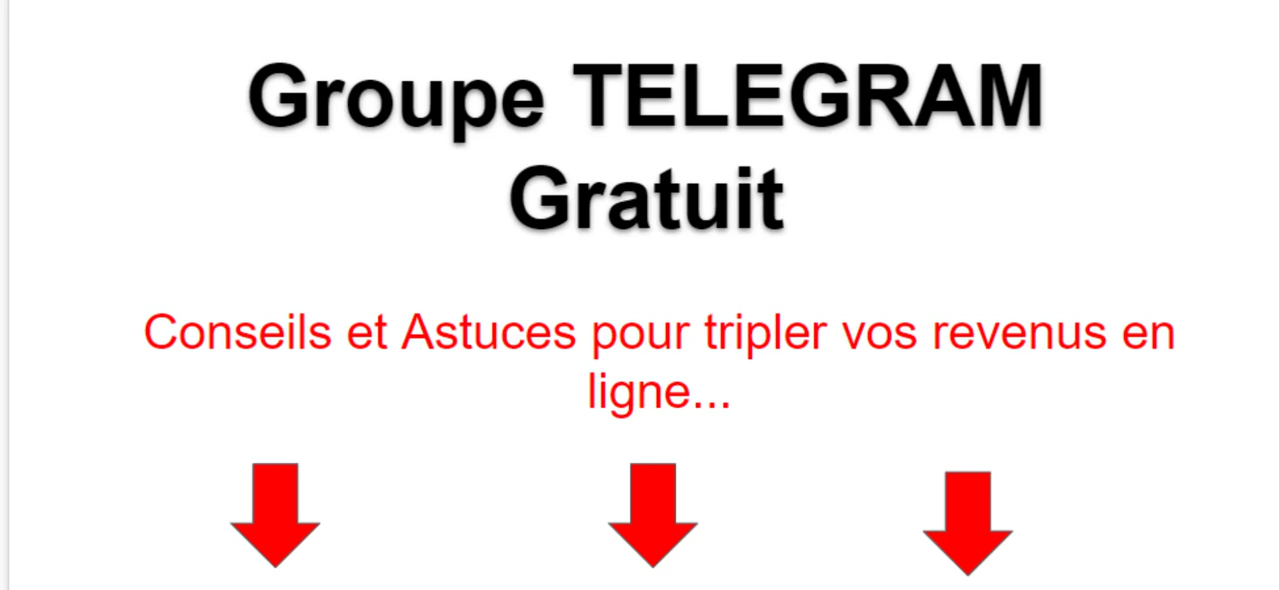 Groupe TELEGRAM
Gratuit
Conseils et Astuces pour tripler vos revenus en
ligne...